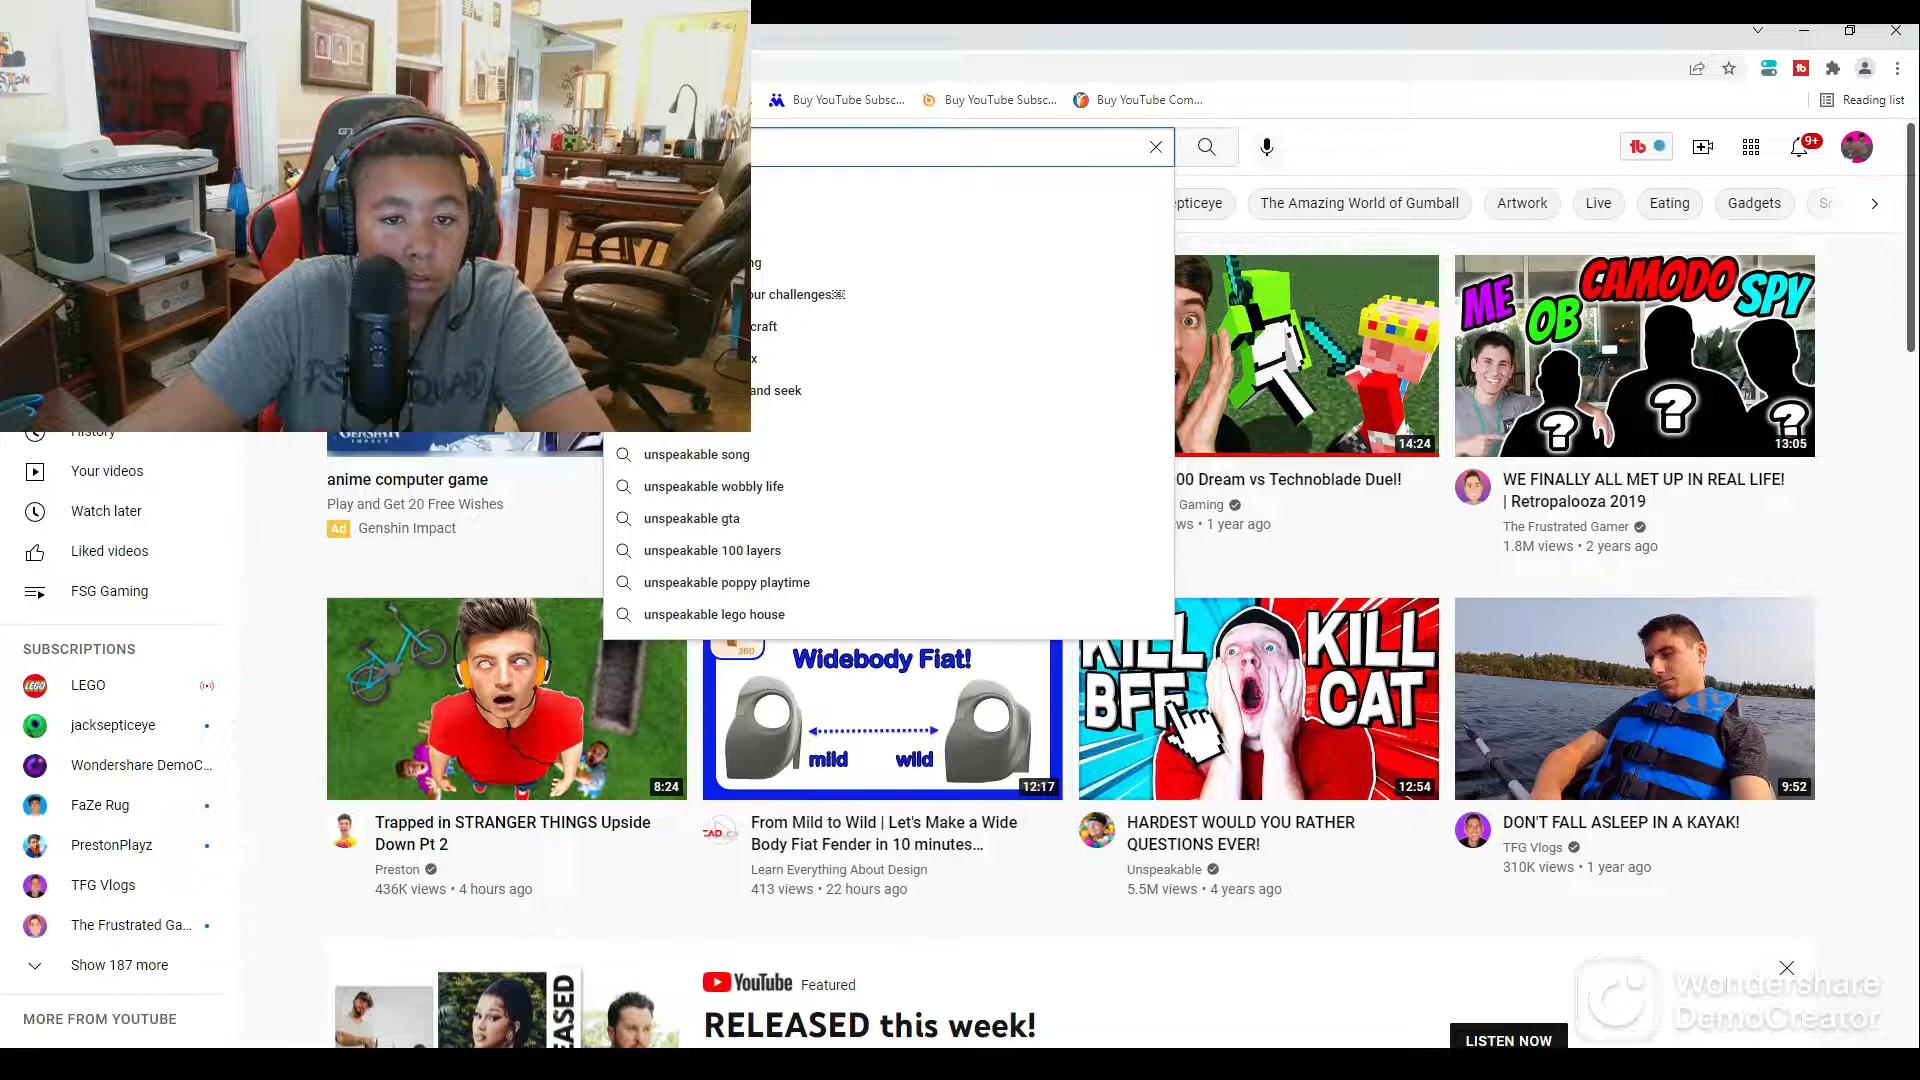 Buy YouTube Subsc...
Buy YouTube Subsc...
Buy YouTube Com...
Reading list
9+
pticeye
The Amazing World of Gumball
Artwork
Live
Eating
Gadgets
ng
our challenges
craft
x
and seek
unspeakable song
unspeakable wobbly life
unspeakable gta
unspeakable 100 layers
unspeakable poppy playtime
unspeakable lego house
History
Your videos
Watch later
Liked videos
FSG Gaming
SUBSCRIPTIONS
LEGO
jacksepticeye
Wondershare DemoC...
FaZe Rug
PrestonPlayz
TFG Vlogs
The Frustrated Ga...
Show 187 more
MORE FROM YOUTUBE
GENSHIN
IMPACT
anime computer game
Play and Get 20 Free Wishes
Ad Genshin Impact
14:24
00 Dream vs Technoblade Duel!
Gaming
ws • 1 year ago
ME OB CAMODO SPY
? ? ?
13:05
WE FINALLY ALL MET UP IN REAL LIFE!
| Retropalooza 2019
The Frustrated Gamer
1.8M views • 2 years ago
8:24
Trapped in STRANGER THINGS Upside
Down Pt 2
Preston
436K views • 4 hours ago
360
Widebody Fiat!
mild wild
12:17
From Mild to Wild | Let's Make a Wide
Body Fiat Fender in 10 minutes...
Learn Everything About Design
413 views • 22 hours ago
KILL BFF
KILL CAT
12:54
HARDEST WOULD YOU RATHER
QUESTIONS EVER!
Unspeakable
5.5M views • 4 years ago
9:52
DON'T FALL ASLEEP IN A KAYAK!
TFG Vlogs
310K views • 1 year ago
YouTube Featured
RELEASED this week!
LISTEN NOW
Wondershare
DemoCreator